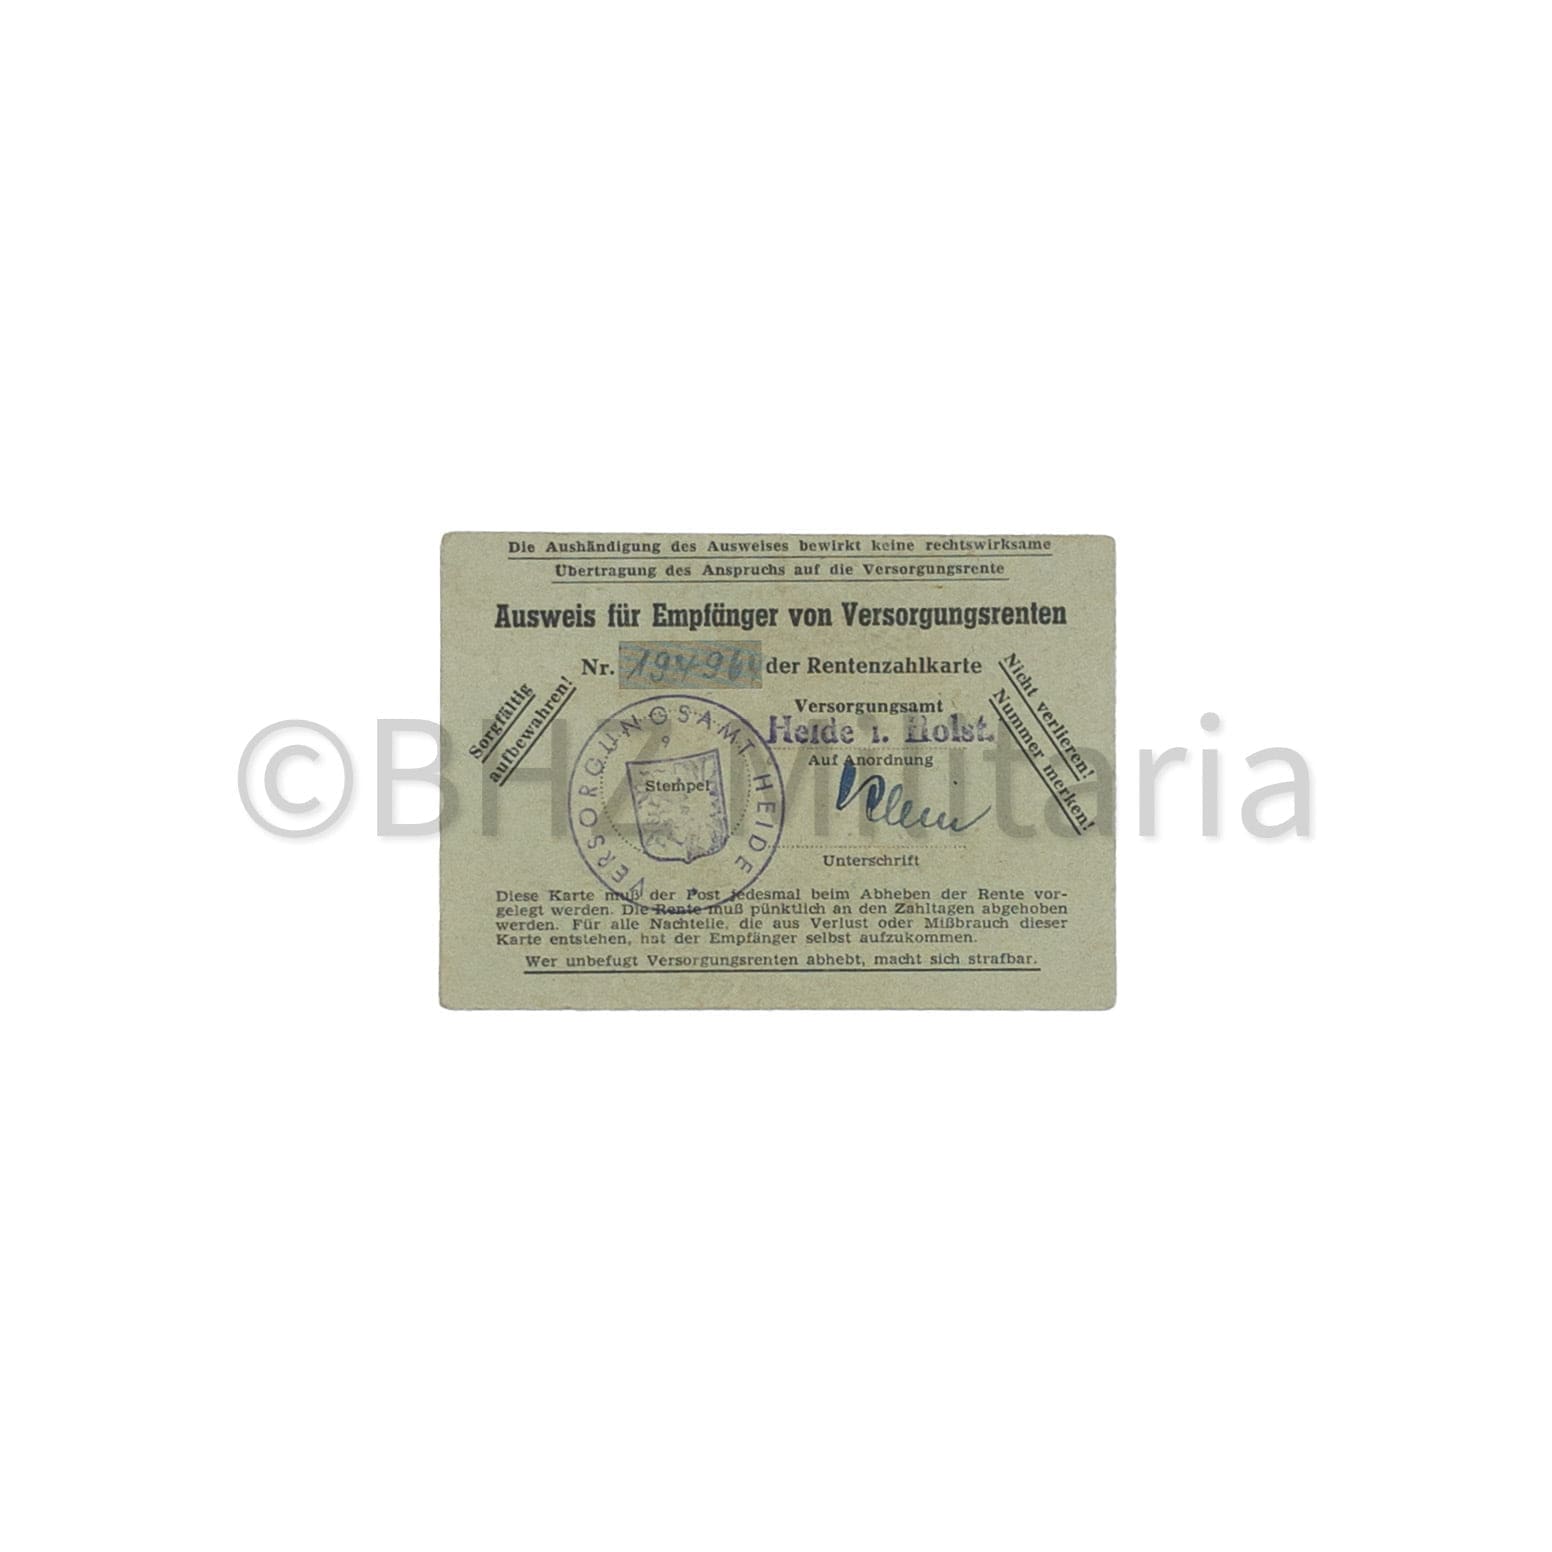 Die Aushändigung des Ausweises bewirkt keine rechtswirksame
Übertragung des Anspruchs auf die Versorgungsrente
Ausweis für Empfänger von Versorgungsrenten
Nr. 194964 der Rentenzahlkarte
Sorgfältig
aufbewahren!
Nicht verlieren!
Nummer merken!
Versorgungsamt
Heide i. Holst.
Auf Anordnung
Klein
Unterschrift
VERSORGUNGSAMT HEIDE
9
Stempel
Diese Karte muß der Post jedesmal beim Abheben der Rente vor-
gelegt werden. Die Rente muß pünktlich an den Zahltagen abgehoben
werden. Für alle Nachteile, die aus Verlust oder Mißbrauch dieser
Karte entstehen, hat der Empfänger selbst aufzukommen.
Wer unbefugt Versorgungsrenten abhebt, macht sich strafbar.
©BHZ Militaria